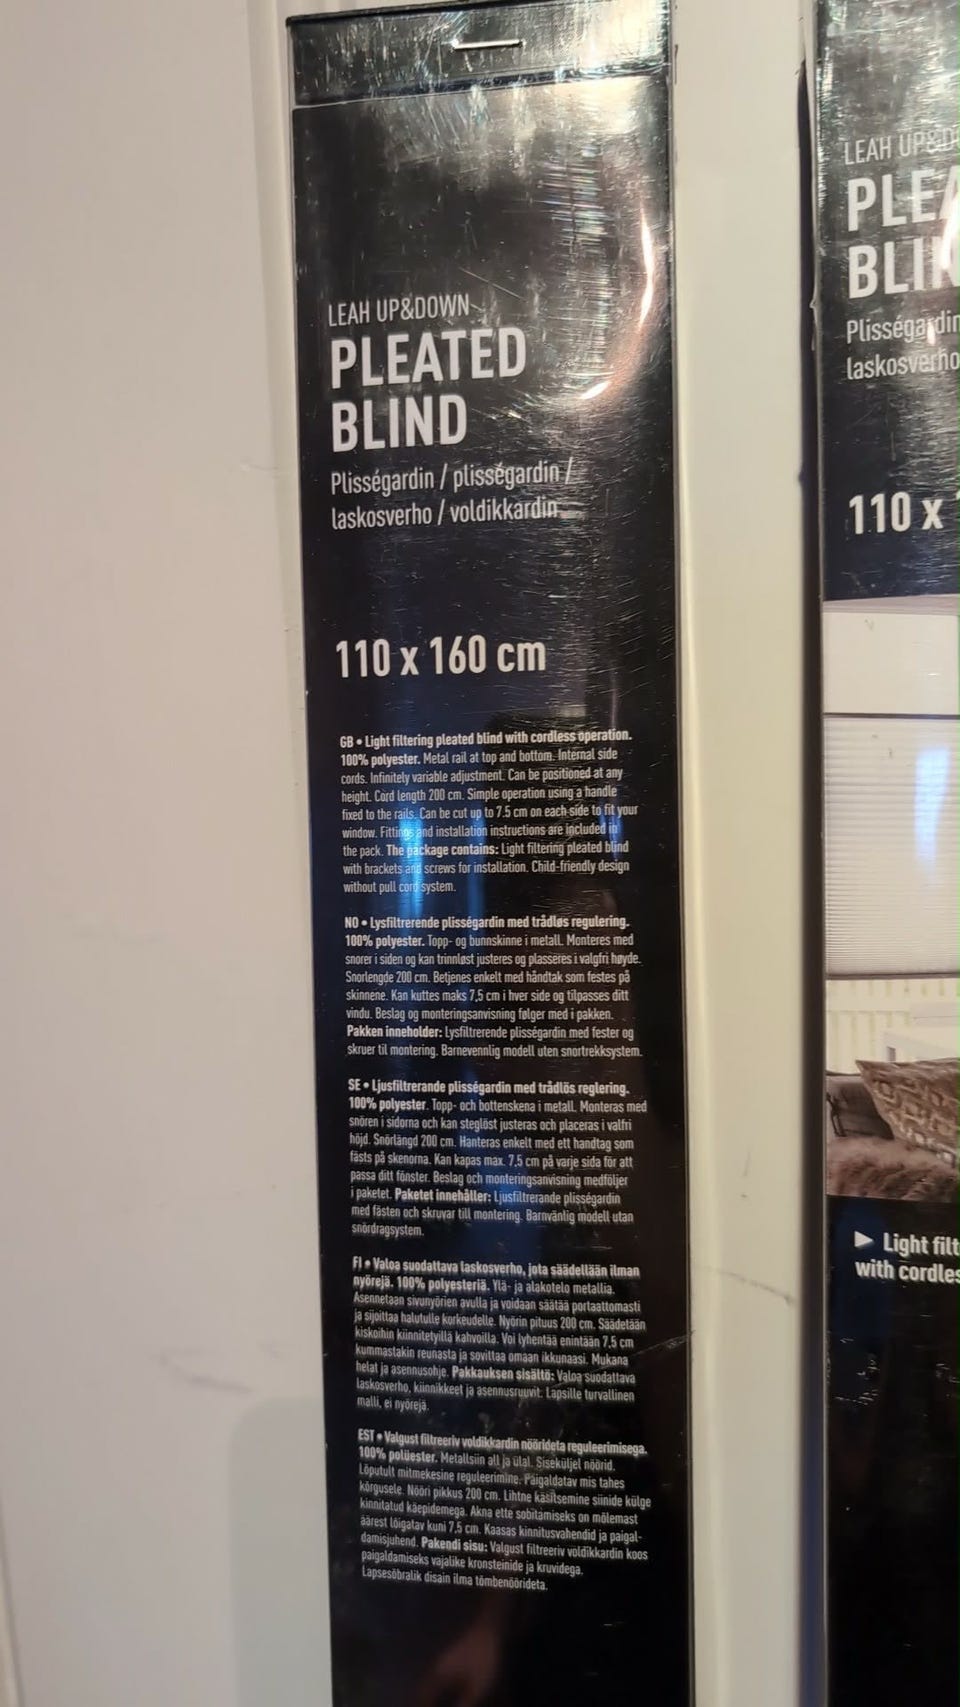 LEAH UP&DOWN
PLEATED
BLIND
Plisségardin / plisségardin /
laskosverho / voldikkardin
110 x 160 cm
GB • Light filtering pleated blind with cordless operation.
100% polyester. Metal rail at top and bottom. Internal side
cords. Infinitely variable adjustment. Can be positioned at any
height. Cord length 200 cm. Simple operation using a handle
fixed to the rails. Can be cut up to 7.5 cm on each side to fit your
window. Fittings and installation instructions are included in
the pack. The package contains: Light filtering pleated blind
with brackets and screws for installation. Child-friendly design
without pull cord system.
NO • Lysfiltrerende plisségardin med trådløs regulering.
100% polyester. Topp- og bunnskinne i metall. Monteres med
snorer i siden og kan trinnløst justeres og plasseres i valgfri høyde.
Snorlengde 200 cm. Betjenes enkelt med håndtak som festes på
skinnene. Kan kuttes maks 7,5 cm i hver side og tilpasses ditt
vindu. Beslag og monteringsanvisning følger med i pakken.
Pakken inneholder: Lysfiltrerende plisségardin med fester og
skruer til montering. Barnevennlig modell uten snortrekksystem.
SE • Ljusfiltrerande plisségardin med trådlös reglering.
100% polyester. Topp- och bottenskena i metall. Monteras med
snören i sidorna och kan steglöst justeras och placeras i valfri
höjd. Snörlängd 200 cm. Hanteras enkelt med ett handtag som
fästs på skenorna. Kan kapas max. 7,5 cm på varje sida för att
passa ditt fönster. Beslag och monteringsanvisning medföljer
i paketet. Paketet innehåller: Ljusfiltrerande plisségardin
med fästen och skruvar till montering. Barnvänlig modell utan
snördragsystem.
FI • Valoa suodattava laskosverho, jota säädellään ilman
nyörejä. 100% polyesteriä. Ylä- ja alakotelo metallia.
Asennetaan sivunyörien avulla ja voidaan säätää portaattomasti
ja sijoittaa halutulle korkeudelle. Nyörin pituus 200 cm. Säädetään
kiskoihin kiinnitetyillä kahvoilla. Voi lyhentää enintään 7,5 cm
kummastakin reunasta ja sovittaa omaan ikkunaasi. Mukana
helat ja asennusohje. Pakkauksen sisältö: Valoa suodattava
laskosverho, kiinnikkeet ja asennusruuvit. Lapsille turvallinen
malli, ei nyörejä.
EST • Valgust filtreeriv voldikkardin nöörideta reguleerimisega.
100% polüester. Metallsiin all ja ülal. Siseküljel nöörid.
Lõputult mitmekesine reguleerimine. Paigaldatav mis tahes
kõrgusele. Nööri pikkus 200 cm. Lihtne käsitsemine siinide külge
kinnitatud käepidemega. Akna ette sobitamiseks on mõlemast
äärest lõigatav kuni 7,5 cm. Kaasas kinnitusvahendid ja paigal-
damisjuhend. Pakendi sisu: Valgust filtreeriv voldikkardin koos
paigaldamiseks vajalike kronsteinide ja kruvidega.
Lapsesõbralik disain ilma tõmbenöörideta.
LEAH UP&D
PLEA
BLIN
Plisségardin
laskosverho
110 x
Light filt
with cordles